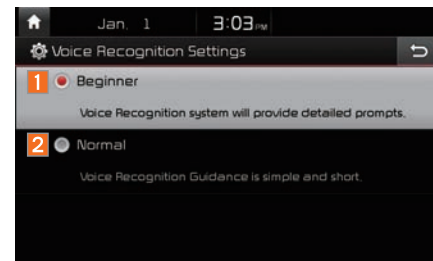 Jan. 1 3:03 PM
Voice Recognition Settings
1 Beginner
Voice Recognition system will provide detailed prompts.
2 Normal
Voice Recognition Guidance is simple and short.